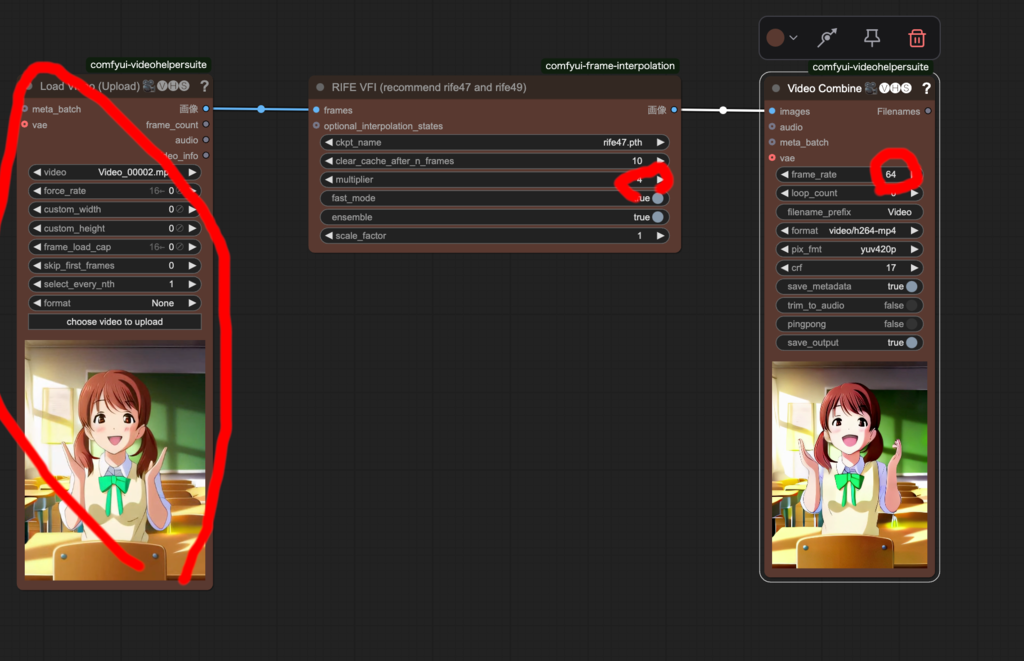 comfyui-videohelpersuite
Load Video (Upload) VHS ?
meta_batch 画像
vae frame_count
audio
video_info
video Video_00002.mp
force_rate 16← 0
custom_width 0
custom_height 0
frame_load_cap 16← 0
skip_first_frames 0
select_every_nth 1
format None
choose video to upload
comfyui-frame-interpolation
RIFE VFI (recommend rife47 and rife49)
frames 画像
optional_interpolation_states
ckpt_name rife47.pth
clear_cache_after_n_frames 10
multiplier 4
fast_mode true
ensemble true
scale_factor 1
comfyui-videohelpersuite
Video Combine VHS ?
images Filenames
audio
meta_batch
vae
frame_rate 64
loop_count 0
filename_prefix Video
format video/h264-mp4
pix_fmt yuv420p
crf 17
save_metadata true
trim_to_audio false
pingpong false
save_output true